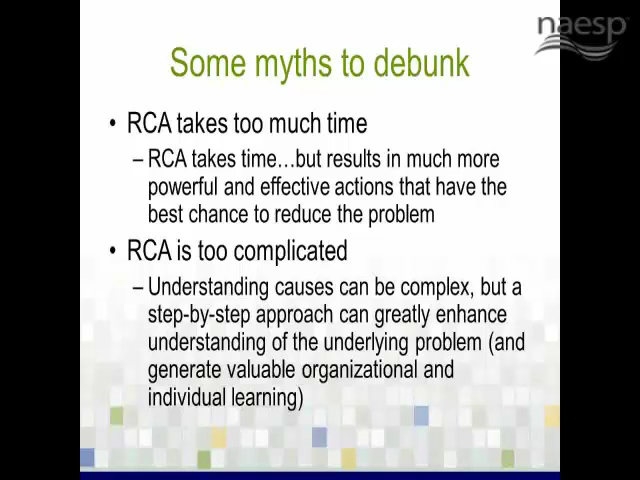 naesp
Some myths to debunk
• RCA takes too much time
– RCA takes time…but results in much more
powerful and effective actions that have the
best chance to reduce the problem
• RCA is too complicated
– Understanding causes can be complex, but a
step-by-step approach can greatly enhance
understanding of the underlying problem (and
generate valuable organizational and
individual learning)